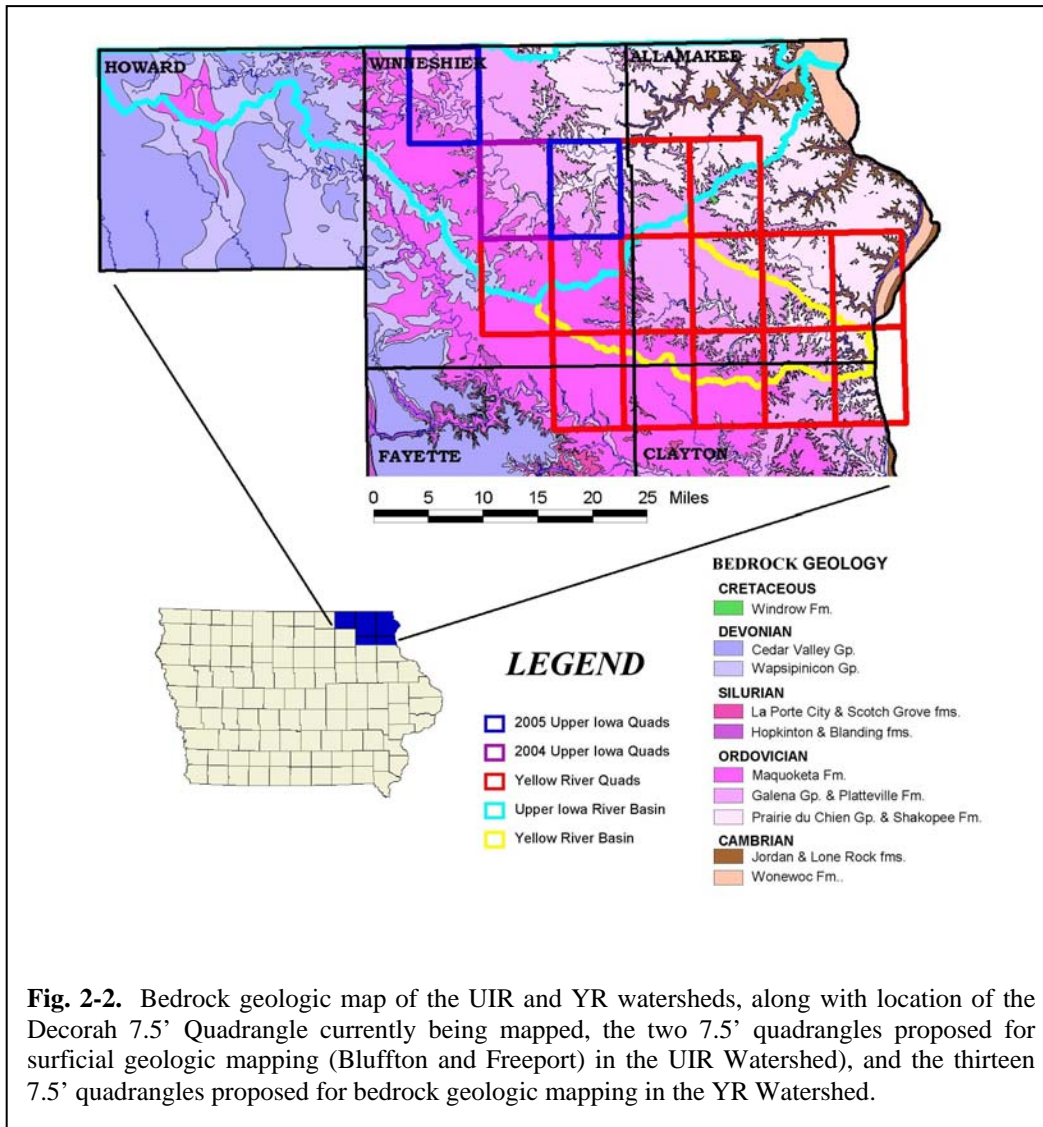 HOWARD
WINNESHIEK
ALLAMAKEE
FAYETTE
CLAYTON
0 5 10 15 20 25 Miles
LEGEND
2005 Upper Iowa Quads
2004 Upper Iowa Quads
Yellow River Quads
Upper Iowa River Basin
Yellow River Basin
BEDROCK GEOLOGY
CRETACEOUS
Windrow Fm.
DEVONIAN
Cedar Valley Gp.
Wapsipinicon Gp.
SILURIAN
La Porte City & Scotch Grove fms.
Hopkinton & Blanding fms.
ORDOVICIAN
Maquoketa Fm.
Galena Gp. & Platteville Fm.
Prairie du Chien Gp. & Shakopee Fm.
CAMBRIAN
Jordan & Lone Rock fms.
Wonewoc Fm..
Fig. 2-2. Bedrock geologic map of the UIR and YR watersheds, along with location of the
Decorah 7.5’ Quadrangle currently being mapped, the two 7.5’ quadrangles proposed for
surficial geologic mapping (Bluffton and Freeport) in the UIR Watershed), and the thirteen
7.5’ quadrangles proposed for bedrock geologic mapping in the YR Watershed.